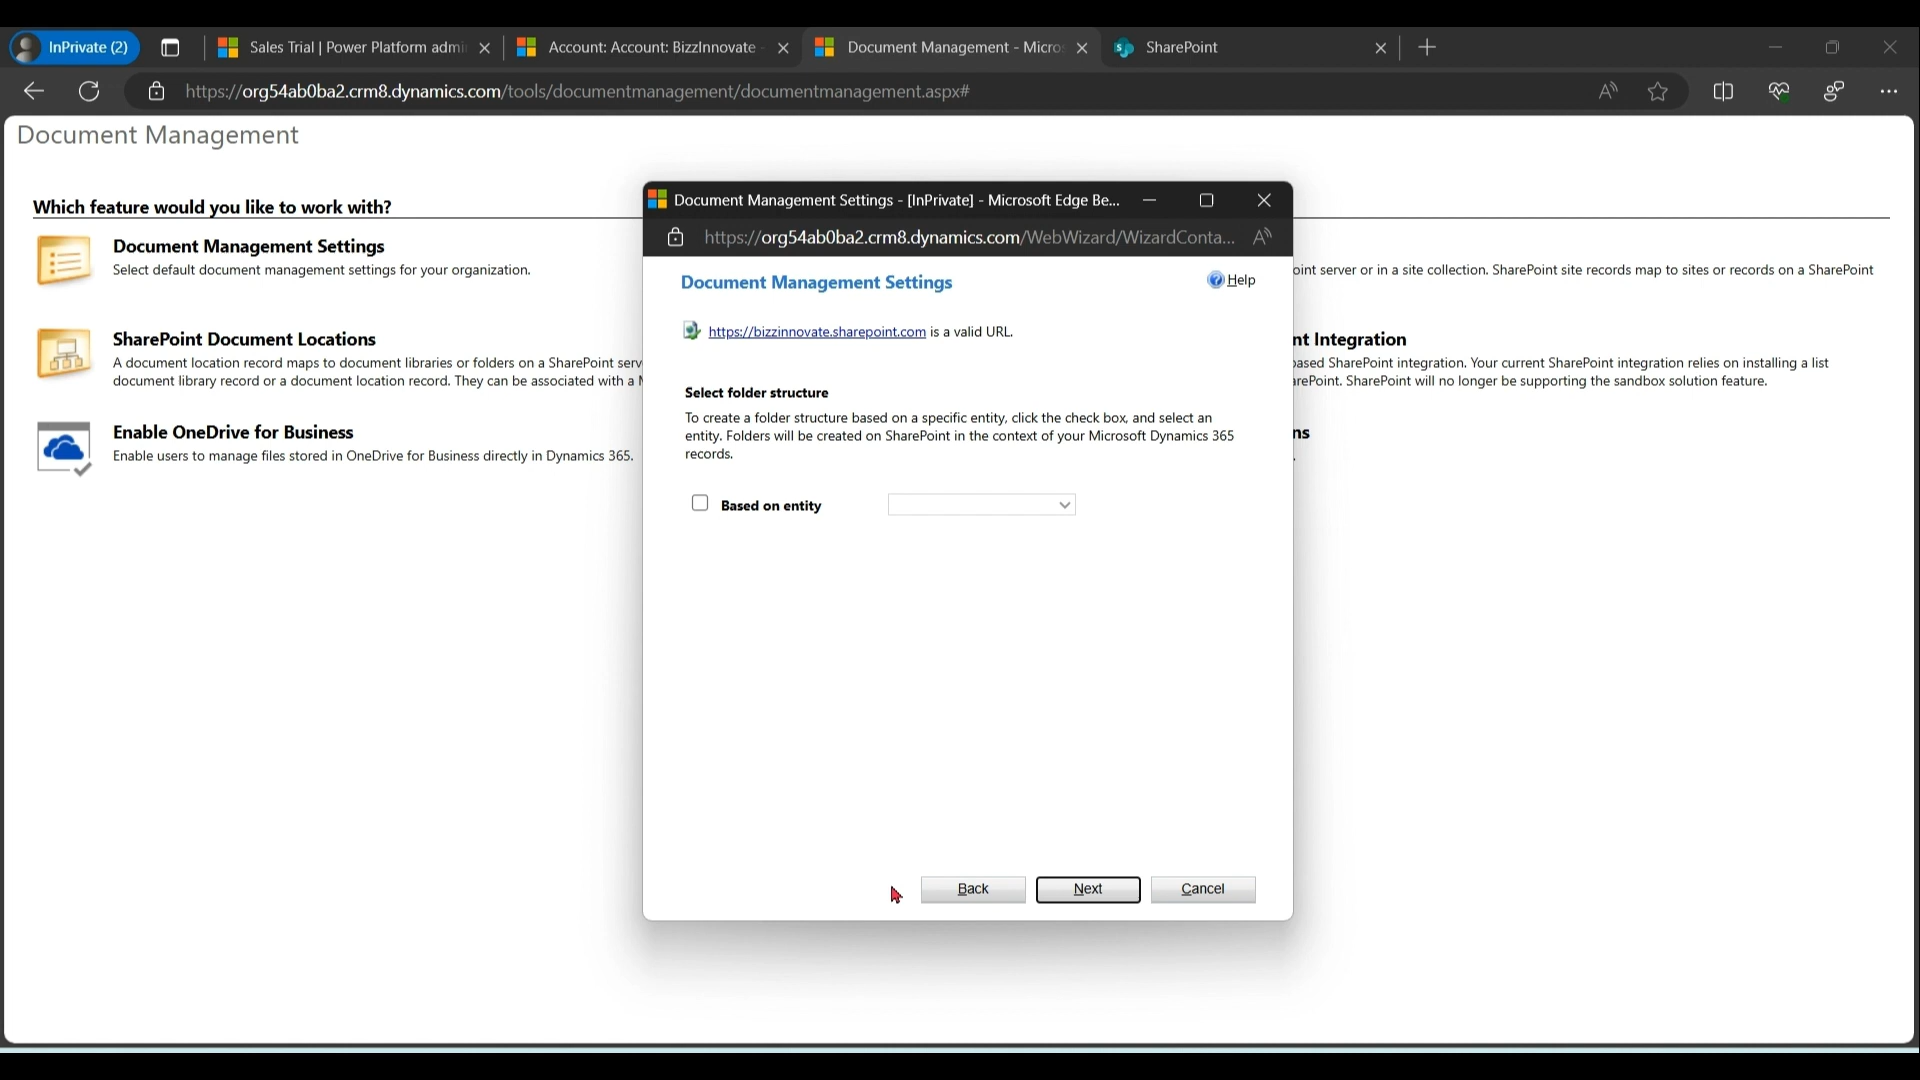 InPrivate (2)
Sales Trial | Power Platform admi
Account: Account: BizzInnovate
Document Management - Micro
SharePoint
https://org54ab0ba2.crm8.dynamics.com/tools/documentmanagement/documentmanagement.aspx#
Document Management
Which feature would you like to work with?
Document Management Settings
Select default document management settings for your organization.
SharePoint Document Locations
A document location record maps to document libraries or folders on a SharePoint serv
document library record or a document location record. They can be associated with a M
Enable OneDrive for Business
Enable users to manage files stored in OneDrive for Business directly in Dynamics 365.
oint server or in a site collection. SharePoint site records map to sites or records on a SharePoint
nt Integration
based SharePoint integration. Your current SharePoint integration relies on installing a list
arePoint. SharePoint will no longer be supporting the sandbox solution feature.
ns
Document Management Settings - [InPrivate] - Microsoft Edge Be...
https://org54ab0ba2.crm8.dynamics.com/WebWizard/WizardConta...
Document Management Settings
Help
https://bizzinnovate.sharepoint.com is a valid URL.
Select folder structure
To create a folder structure based on a specific entity, click the check box, and select an
entity. Folders will be created on SharePoint in the context of your Microsoft Dynamics 365
records.
Based on entity
Back
Next
Cancel